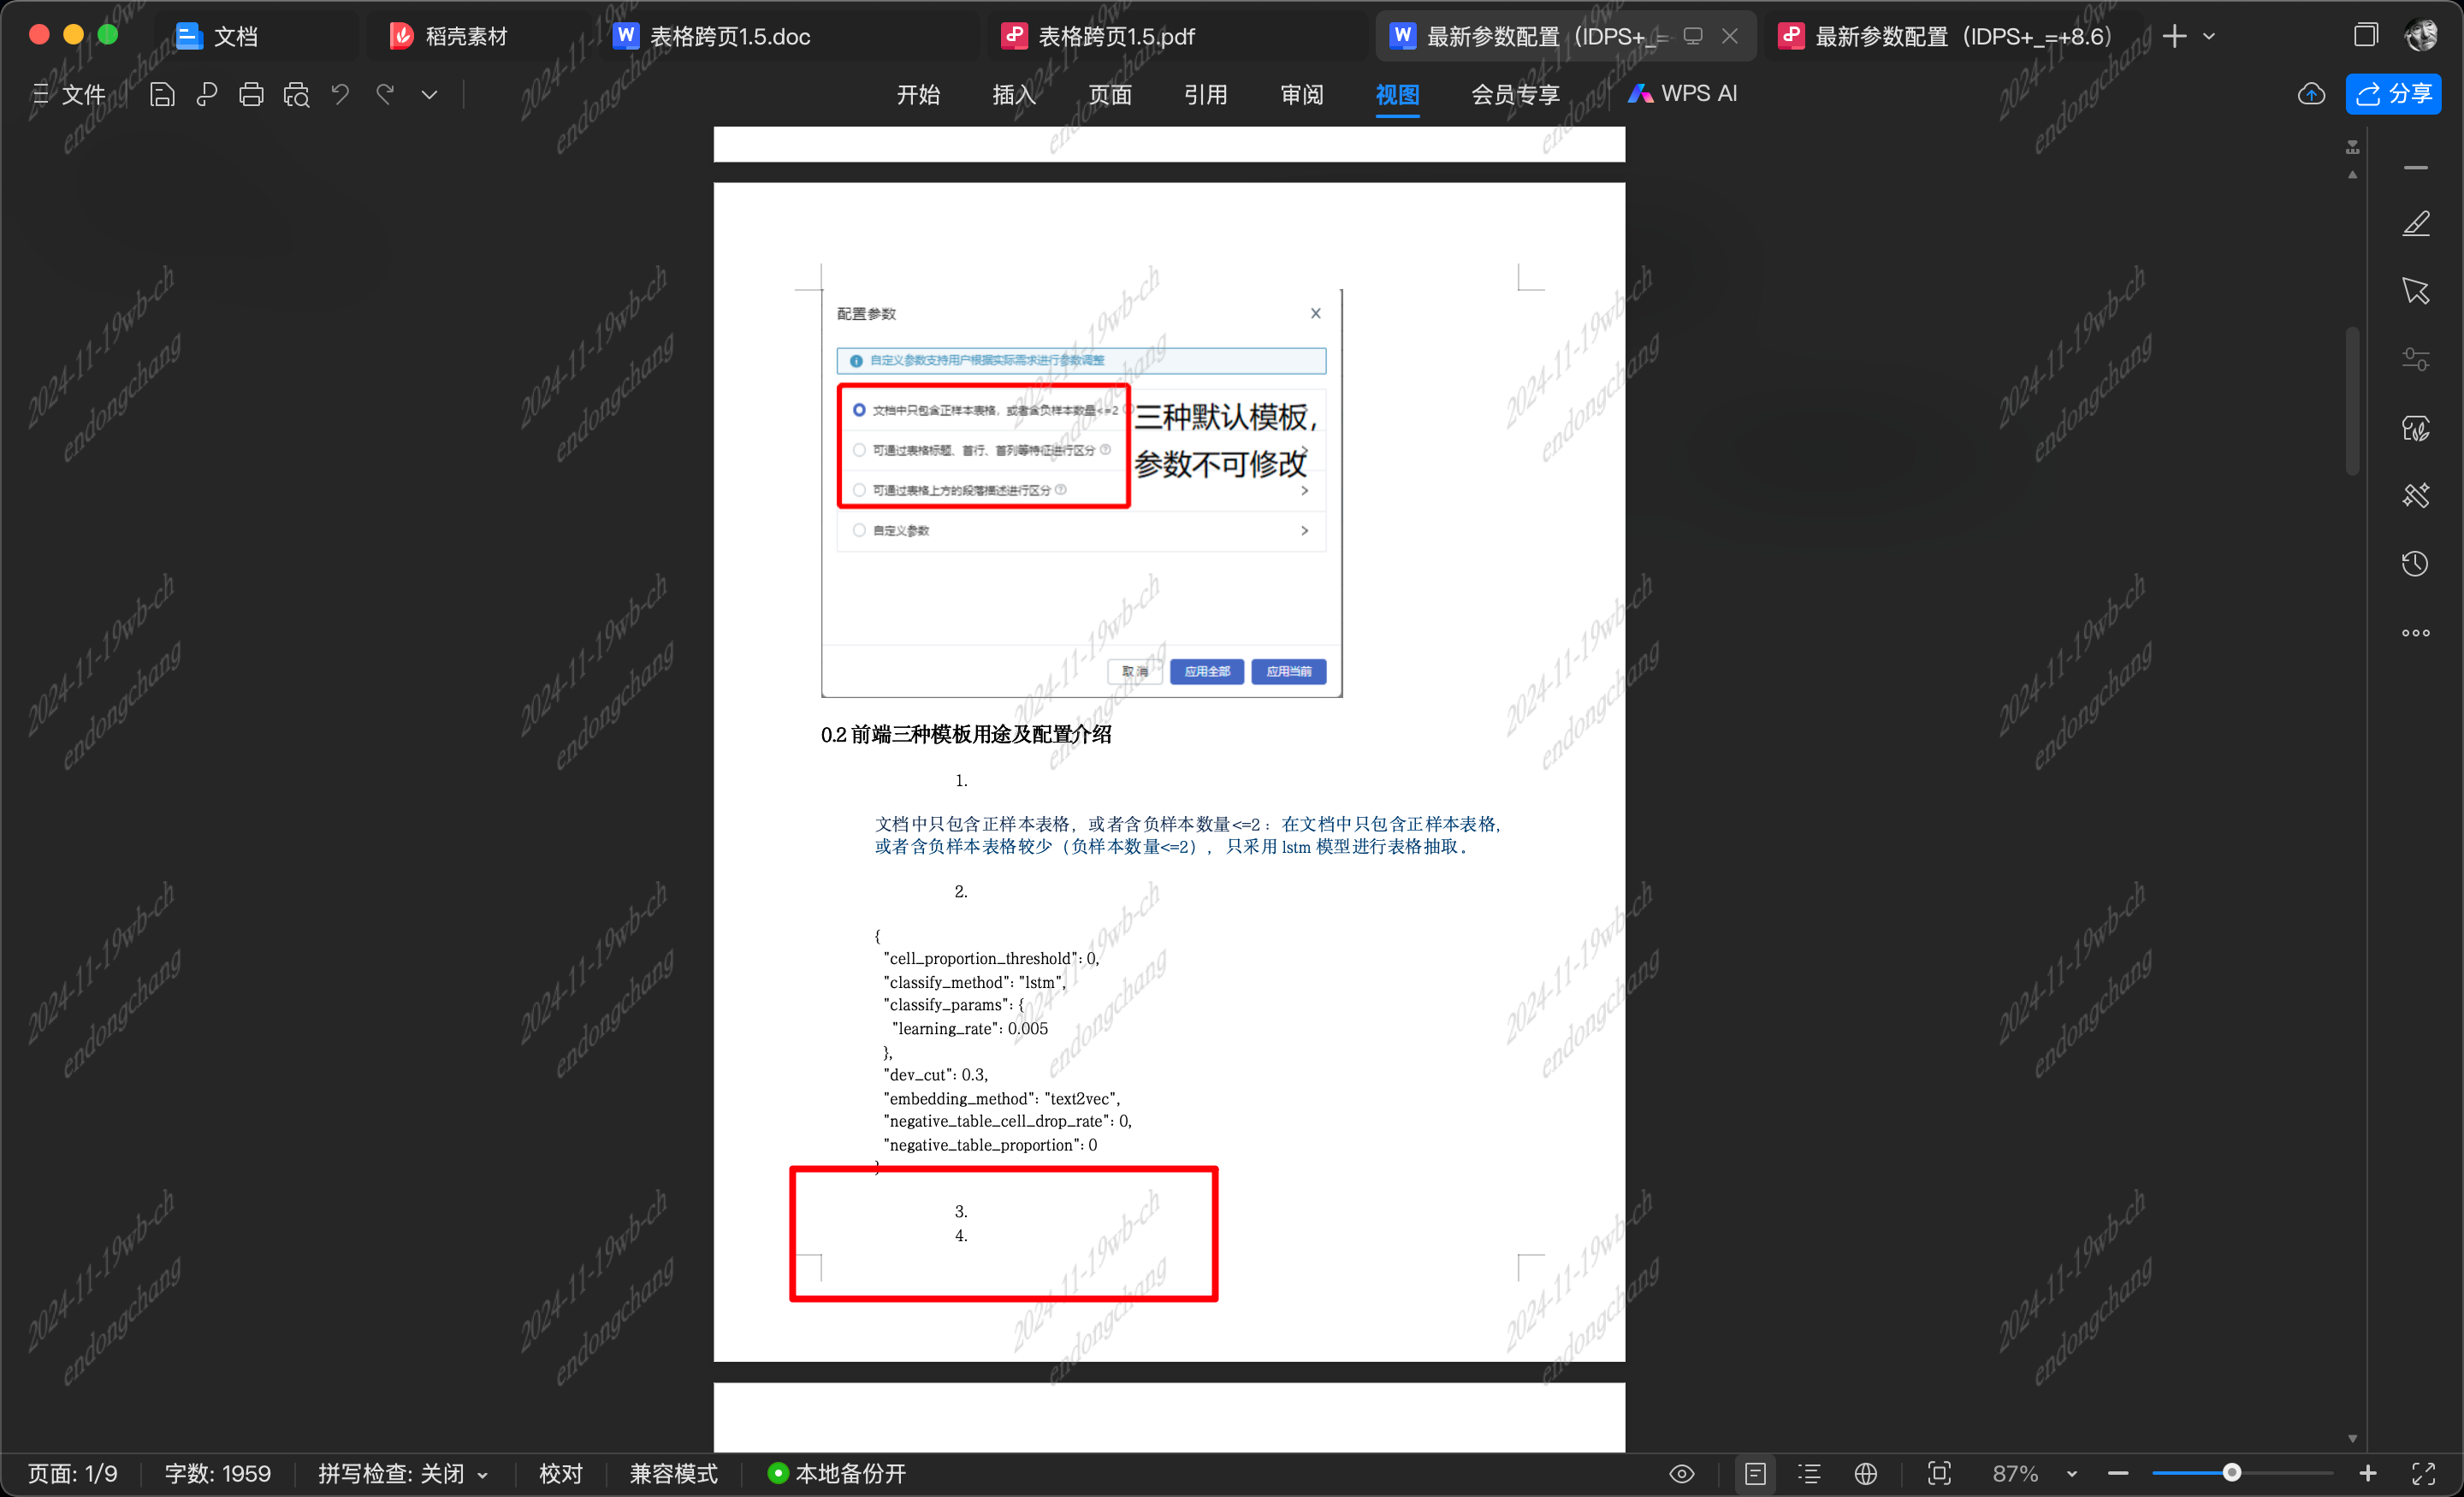 文档
稻壳素材
表格跨页1.5.doc
表格跨页1.5.pdf
最新参数配置（IDPS+_=
最新参数配置（IDPS+_=+8.6）
文件
开始
插入
页面
引用
审阅
视图
会员专享
WPS AI
分享
配置参数
自定义参数支持用户根据实际需求进行参数调整
文档中只包含正样本表格，或者含负样本数量<=2
可通过表格标题、首行、首列等特征进行区分
可通过表格上方的段落描述进行区分
三种默认模板，
参数不可修改
自定义参数
取 消
应用全部
应用当前
0.2 前端三种模板用途及配置介绍
1.
文档中只包含正样本表格，或者含负样本数量<=2：在文档中只包含正样本表格，
或者含负样本表格较少（负样本数量<=2），只采用 lstm 模型进行表格抽取。
2.
{
"cell_proportion_threshold": 0,
"classify_method": "lstm",
"classify_params": {
"learning_rate": 0.005
},
"dev_cut": 0.3,
"embedding_method": "text2vec",
"negative_table_cell_drop_rate": 0,
"negative_table_proportion": 0
}
3.
4.
页面: 1/9
字数: 1959
拼写检查: 关闭
校对
兼容模式
本地备份开
87%
2024-11-19wb-ch
endongchang